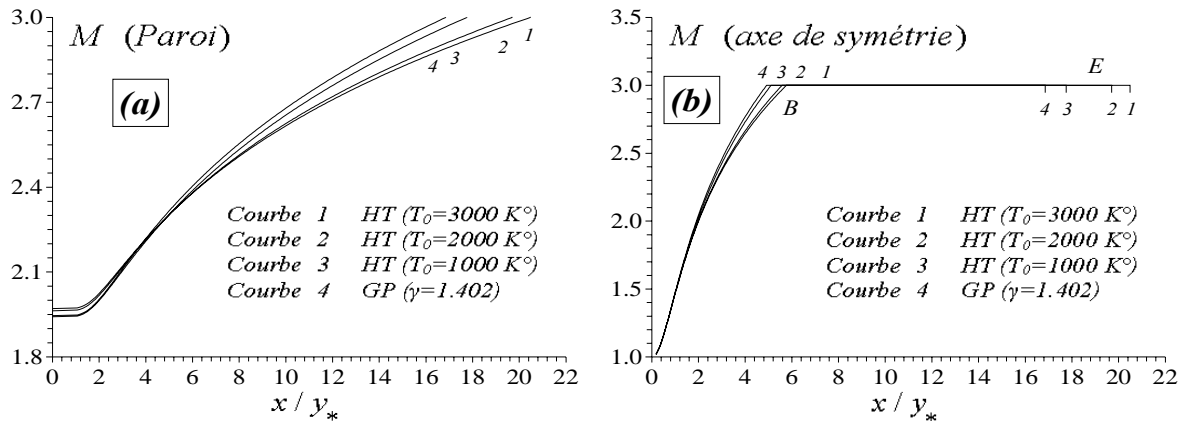 M (Paroi)
(a)
3.0
2.7
2.4
2.1
1.8
4 3 2 1
Courbe 1 HT (T₀=3000 K°)
Courbe 2 HT (T₀=2000 K°)
Courbe 3 HT (T₀=1000 K°)
Courbe 4 GP (γ=1.402)
0 2 4 6 8 10 12 14 16 18 20 22
x / y*
M (axe de symétrie)
(b)
3.5
3.0
2.5
2.0
1.5
1.0
4 3 2 1
E
B
4 3 2 1
Courbe 1 HT (T₀=3000 K°)
Courbe 2 HT (T₀=2000 K°)
Courbe 3 HT (T₀=1000 K°)
Courbe 4 GP (γ=1.402)
0 2 4 6 8 10 12 14 16 18 20 22
x / y*